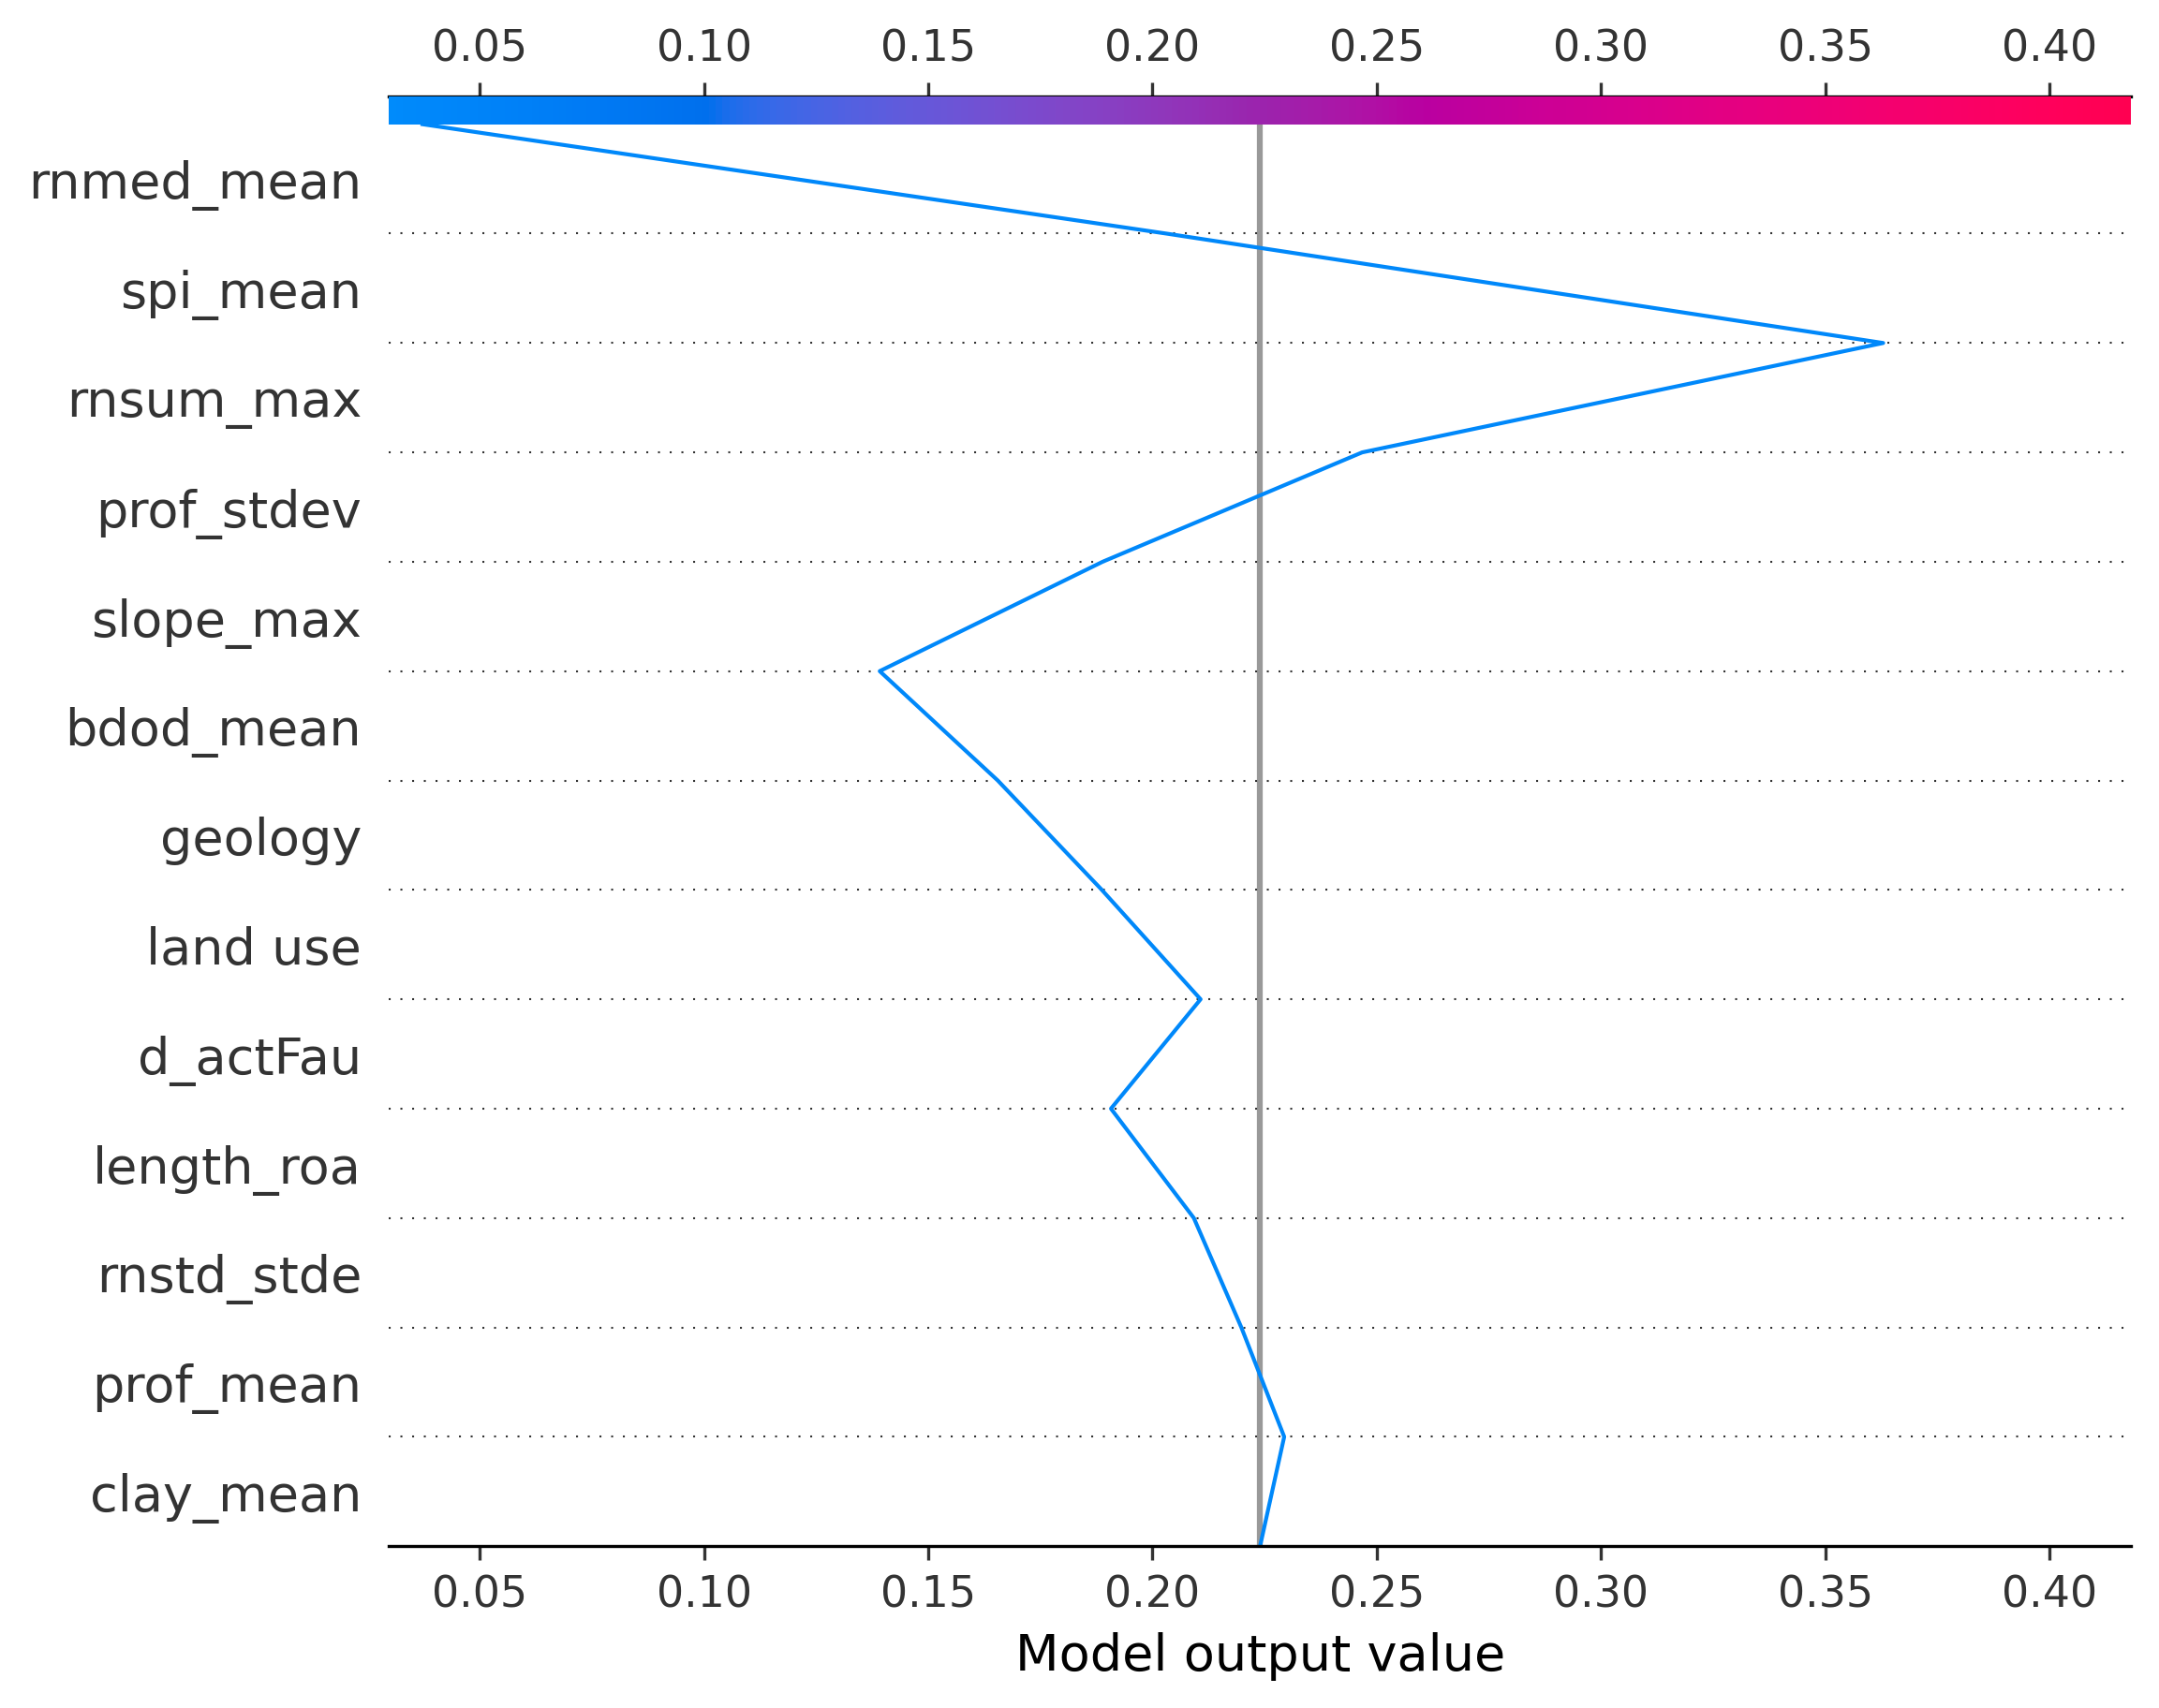 0.05 0.10 0.15 0.20 0.25 0.30 0.35 0.40
rnmed_mean
spi_mean
rnsum_max
prof_stdev
slope_max
bdod_mean
geology
land use
d_actFau
length_roa
rnstd_stde
prof_mean
clay_mean
0.05 0.10 0.15 0.20 0.25 0.30 0.35 0.40
Model output value